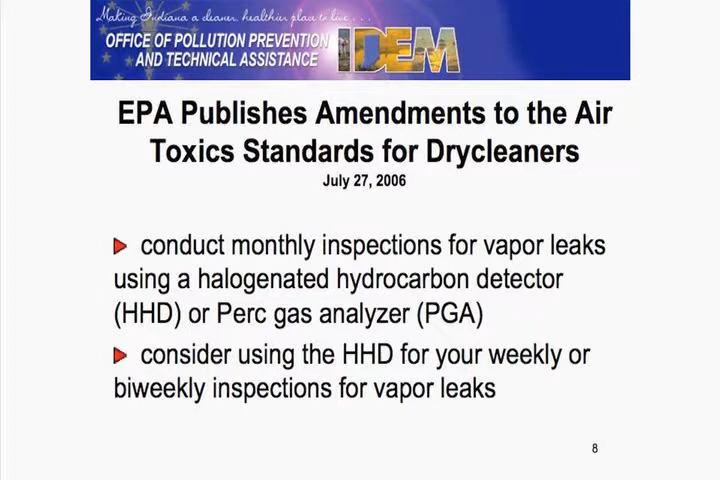 Making Indiana a cleaner, healthier place to live . . .
OFFICE OF POLLUTION PREVENTION
AND TECHNICAL ASSISTANCE
IDEM
EPA Publishes Amendments to the Air
Toxics Standards for Drycleaners
July 27, 2006
conduct monthly inspections for vapor leaks
using a halogenated hydrocarbon detector
(HHD) or Perc gas analyzer (PGA)
consider using the HHD for your weekly or
biweekly inspections for vapor leaks
8